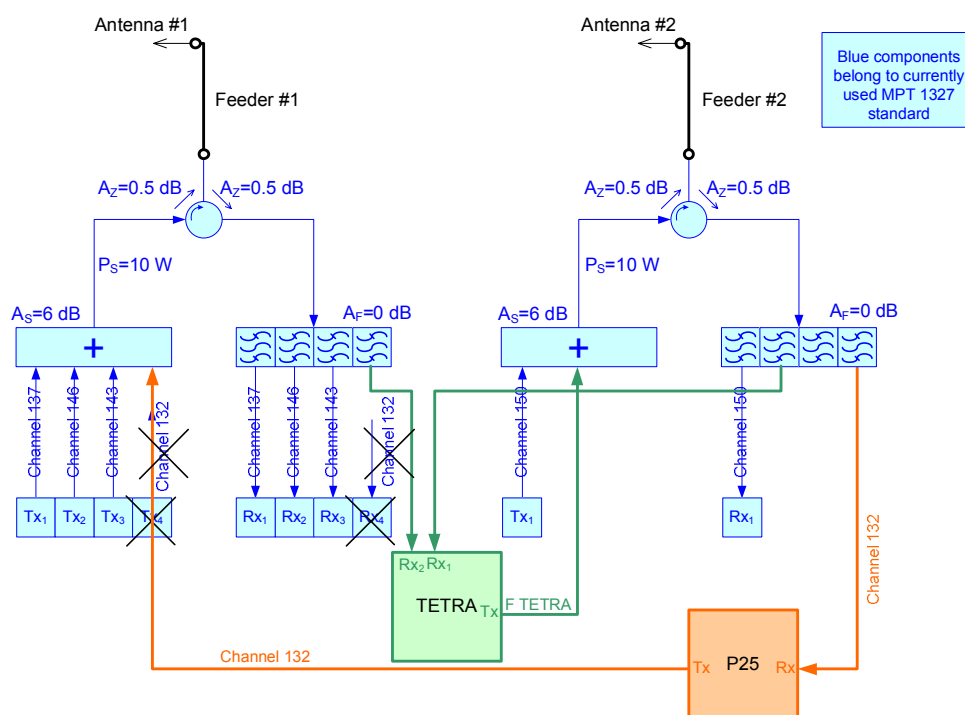 Antenna #1
Antenna #2
Blue components
belong to currently
used MPT 1327
standard
Feeder #1
Feeder #2
AZ=0.5 dB
AZ=0.5 dB
AZ=0.5 dB
AZ=0.5 dB
PS=10 W
PS=10 W
AS=6 dB
AF=0 dB
AS=6 dB
AF=0 dB
+
+
Channel 137
Channel 146
Channel 143
Channel 132
Channel 137
Channel 146
Channel 143
Channel 132
Channel 150
Channel 150
Channel 132
Tx1
Tx2
Tx3
Tx4
Rx1
Rx2
Rx3
Rx4
Tx1
Rx1
Rx2
Rx1
TETRA
Tx
F TETRA
Channel 132
Tx
P25
Rx